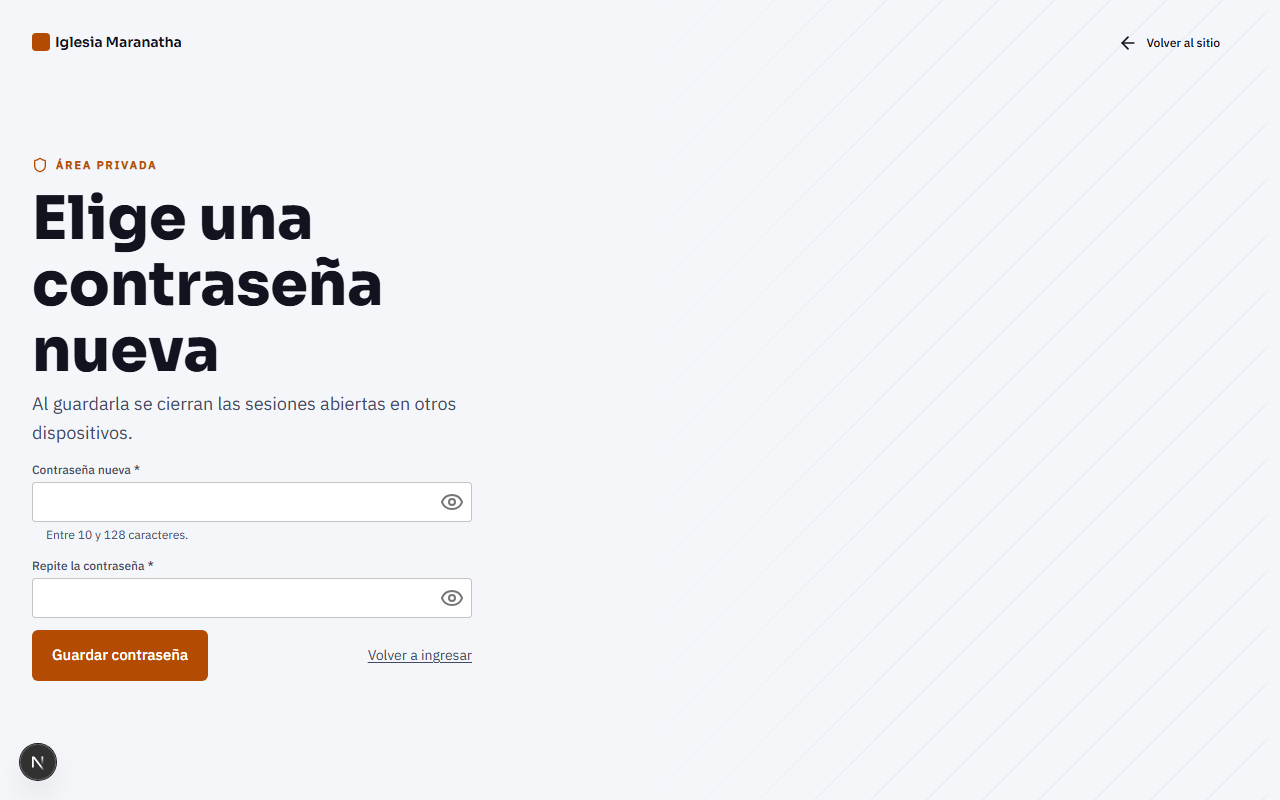 Iglesia Maranatha
Volver al sitio
ÁREA PRIVADA
Elige una
contraseña
nueva
Al guardarla se cierran las sesiones abiertas en otros
dispositivos.
Contraseña nueva *
Entre 10 y 128 caracteres.
Repite la contraseña *
Guardar contraseña
Volver a ingresar
N